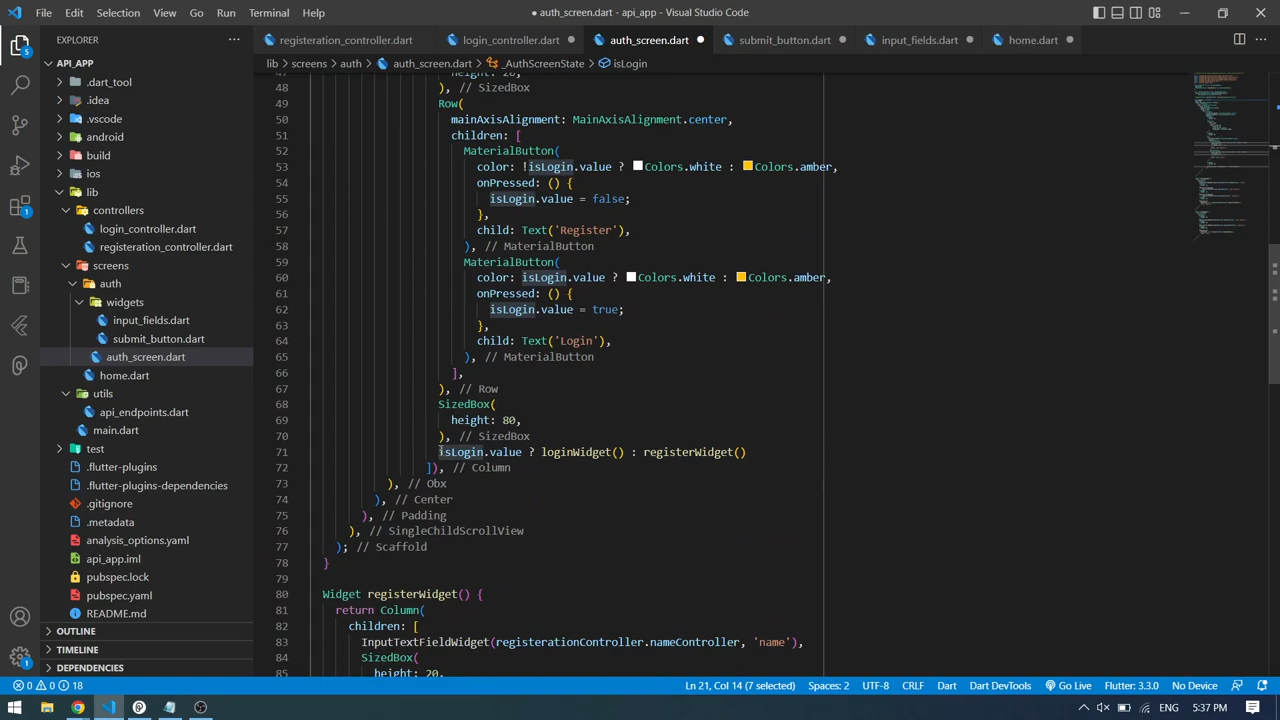 File Edit Selection View Go Run Terminal Help
● auth_screen.dart - api_app - Visual Studio Code
EXPLORER
registeration_controller.dart
login_controller.dart
auth_screen.dart
submit_button.dart
input_fields.dart
home.dart
lib > screens > auth > auth_screen.dart > _AuthScreenState > isLogin
API_APP
.dart_tool
.idea
.vscode
android
build
ios
lib
controllers
login_controller.dart
registeration_controller.dart
screens
auth
widgets
input_fields.dart
submit_button.dart
auth_screen.dart
home.dart
utils
api_endpoints.dart
main.dart
test
.flutter-plugins
.flutter-plugins-dependencies
.gitignore
.metadata
analysis_options.yaml
api_app.iml
pubspec.lock
pubspec.yaml
README.md
OUTLINE
TIMELINE
DEPENDENCIES
47 height: 20,
48 ), // SizedBox
49 Row(
50 mainAxisAlignment: MainAxisAlignment.center,
51 children: [
52 MaterialButton(
53 color: !isLogin.value ? Colors.white : Colors.amber,
54 onPressed: () {
55 isLogin.value = false;
56 },
57 child: Text('Register'),
58 ), // MaterialButton
59 MaterialButton(
60 color: isLogin.value ? Colors.white : Colors.amber,
61 onPressed: () {
62 isLogin.value = true;
63 },
64 child: Text('Login'),
65 ), // MaterialButton
66 ],
67 ), // Row
68 SizedBox(
69 height: 80,
70 ), // SizedBox
71 isLogin.value ? loginWidget() : registerWidget()
72 ]), // Column
73 ), // Obx
74 ), // Center
75 ), // Padding
76 ), // SingleChildScrollView
77 ); // Scaffold
78 }
79
80 Widget registerWidget() {
81 return Column(
82 children: [
83 InputTextFieldWidget(registerationController.nameController, 'name'),
84 SizedBox(
85 height: 20,
0 0 18
Ln 21, Col 14 (7 selected) Spaces: 2 UTF-8 CRLF Dart Dart DevTools Go Live Flutter: 3.3.0 No Device
ENG 5:37 PM